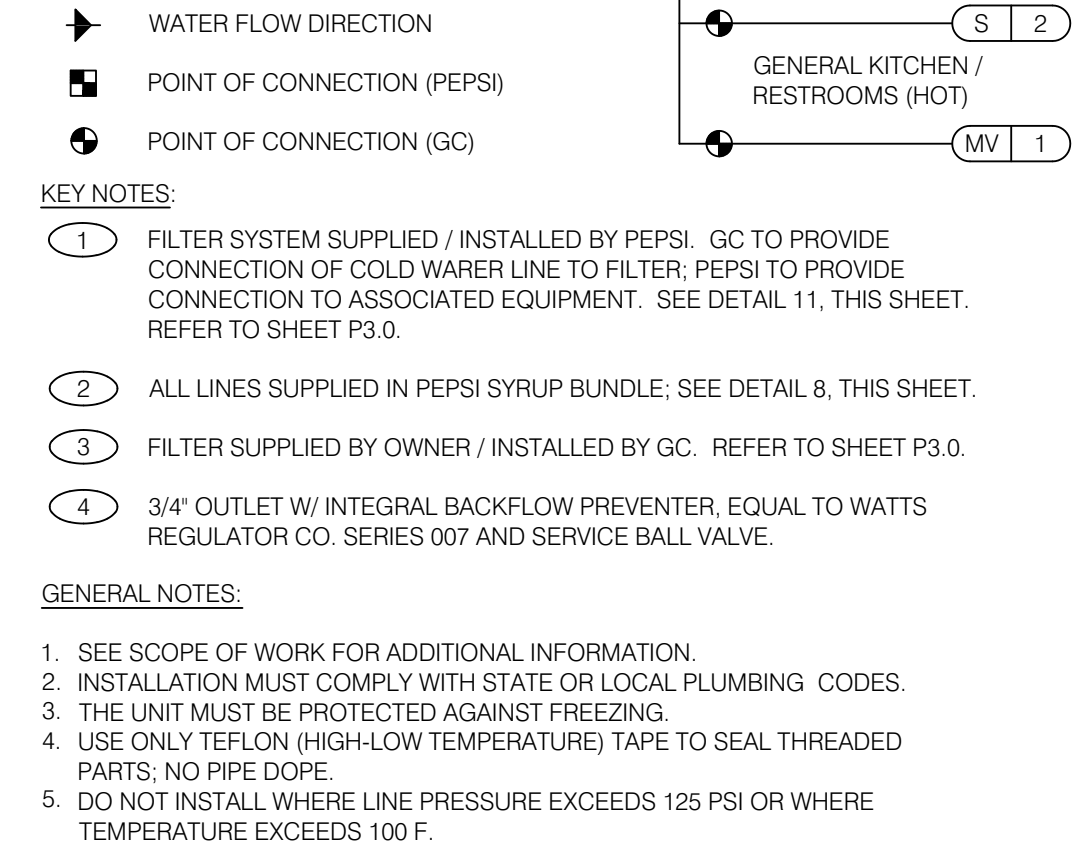 WATER FLOW DIRECTION
POINT OF CONNECTION (PEPSI)
POINT OF CONNECTION (GC)
S 2
GENERAL KITCHEN /
RESTROOMS (HOT)
MV 1
KEY NOTES:
1 FILTER SYSTEM SUPPLIED / INSTALLED BY PEPSI. GC TO PROVIDE
CONNECTION OF COLD WARER LINE TO FILTER; PEPSI TO PROVIDE
CONNECTION TO ASSOCIATED EQUIPMENT. SEE DETAIL 11, THIS SHEET.
REFER TO SHEET P3.0.
2 ALL LINES SUPPLIED IN PEPSI SYRUP BUNDLE; SEE DETAIL 8, THIS SHEET.
3 FILTER SUPPLIED BY OWNER / INSTALLED BY GC. REFER TO SHEET P3.0.
4 3/4" OUTLET W/ INTEGRAL BACKFLOW PREVENTER, EQUAL TO WATTS
REGULATOR CO. SERIES 007 AND SERVICE BALL VALVE.
GENERAL NOTES:
1. SEE SCOPE OF WORK FOR ADDITIONAL INFORMATION.
2. INSTALLATION MUST COMPLY WITH STATE OR LOCAL PLUMBING CODES.
3. THE UNIT MUST BE PROTECTED AGAINST FREEZING.
4. USE ONLY TEFLON (HIGH-LOW TEMPERATURE) TAPE TO SEAL THREADED
PARTS; NO PIPE DOPE.
5. DO NOT INSTALL WHERE LINE PRESSURE EXCEEDS 125 PSI OR WHERE
TEMPERATURE EXCEEDS 100 F.